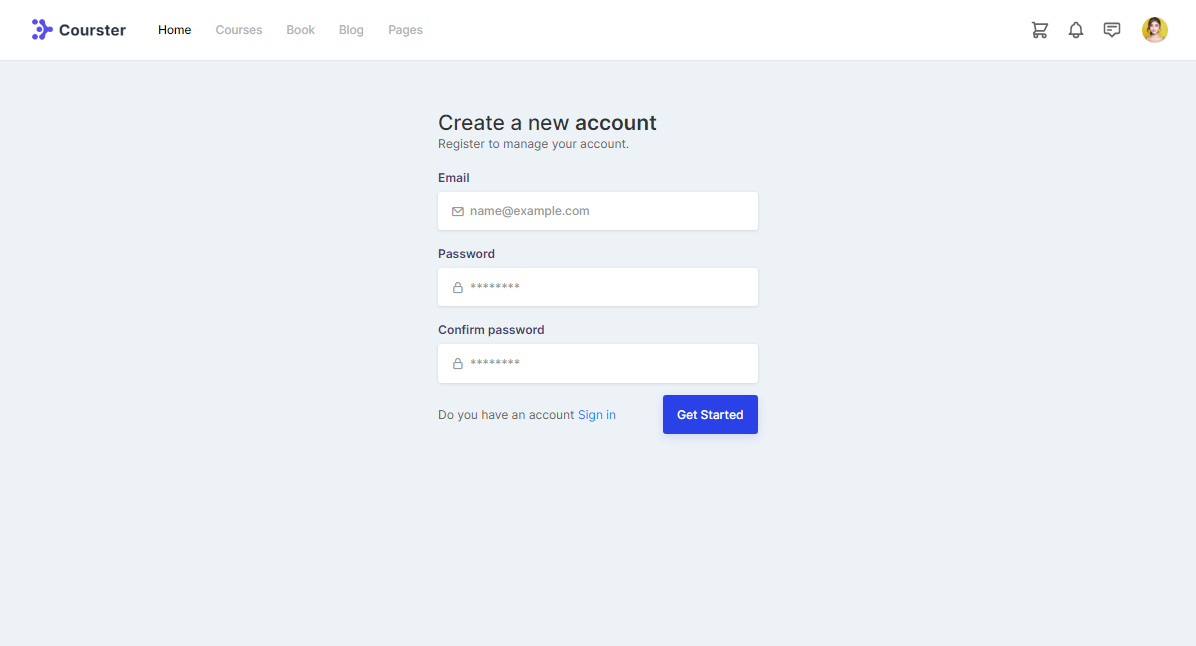 Courster Home Courses Book Blog Pages
Create a new account
Register to manage your account.
Email
name@example.com
Password
********
Confirm password
********
Do you have an account Sign in Get Started